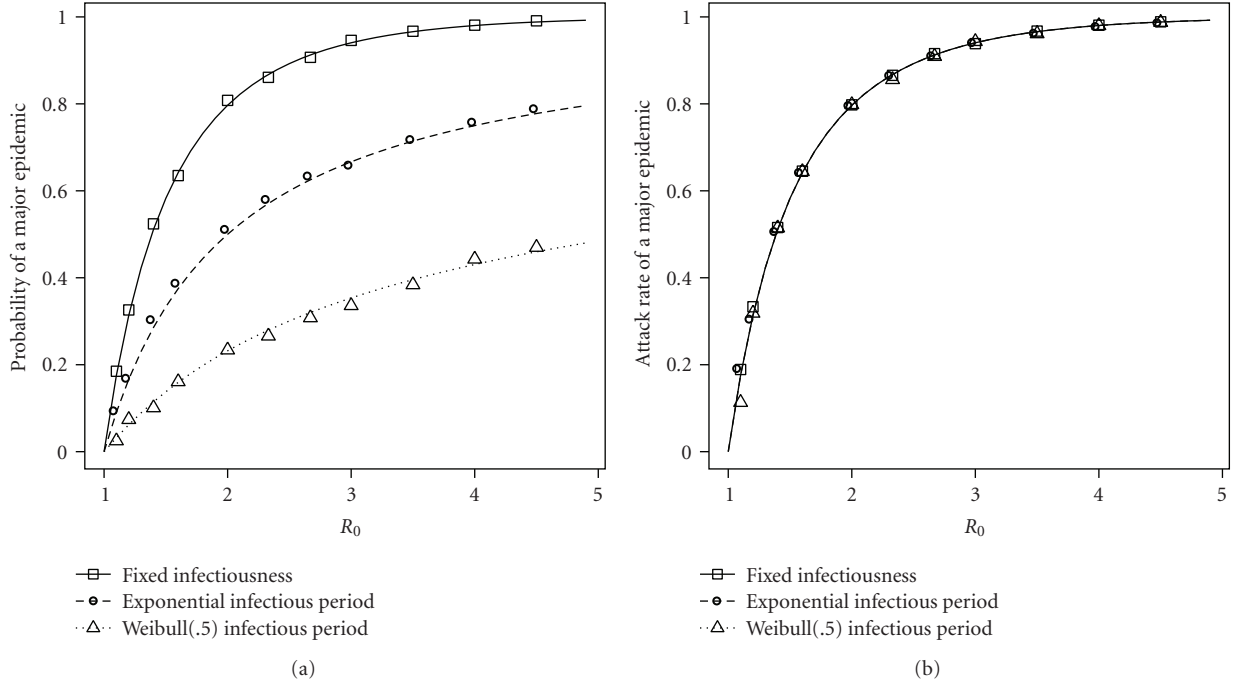 Probability of a major epidemic
1
0.8
0.6
0.4
0.2
0
1 2 3 4 5
R0
Fixed infectiousness
Exponential infectious period
Weibull(.5) infectious period
(a)
Attack rate of a major epidemic
1
0.8
0.6
0.4
0.2
0
1 2 3 4 5
R0
Fixed infectiousness
Exponential infectious period
Weibull(.5) infectious period
(b)